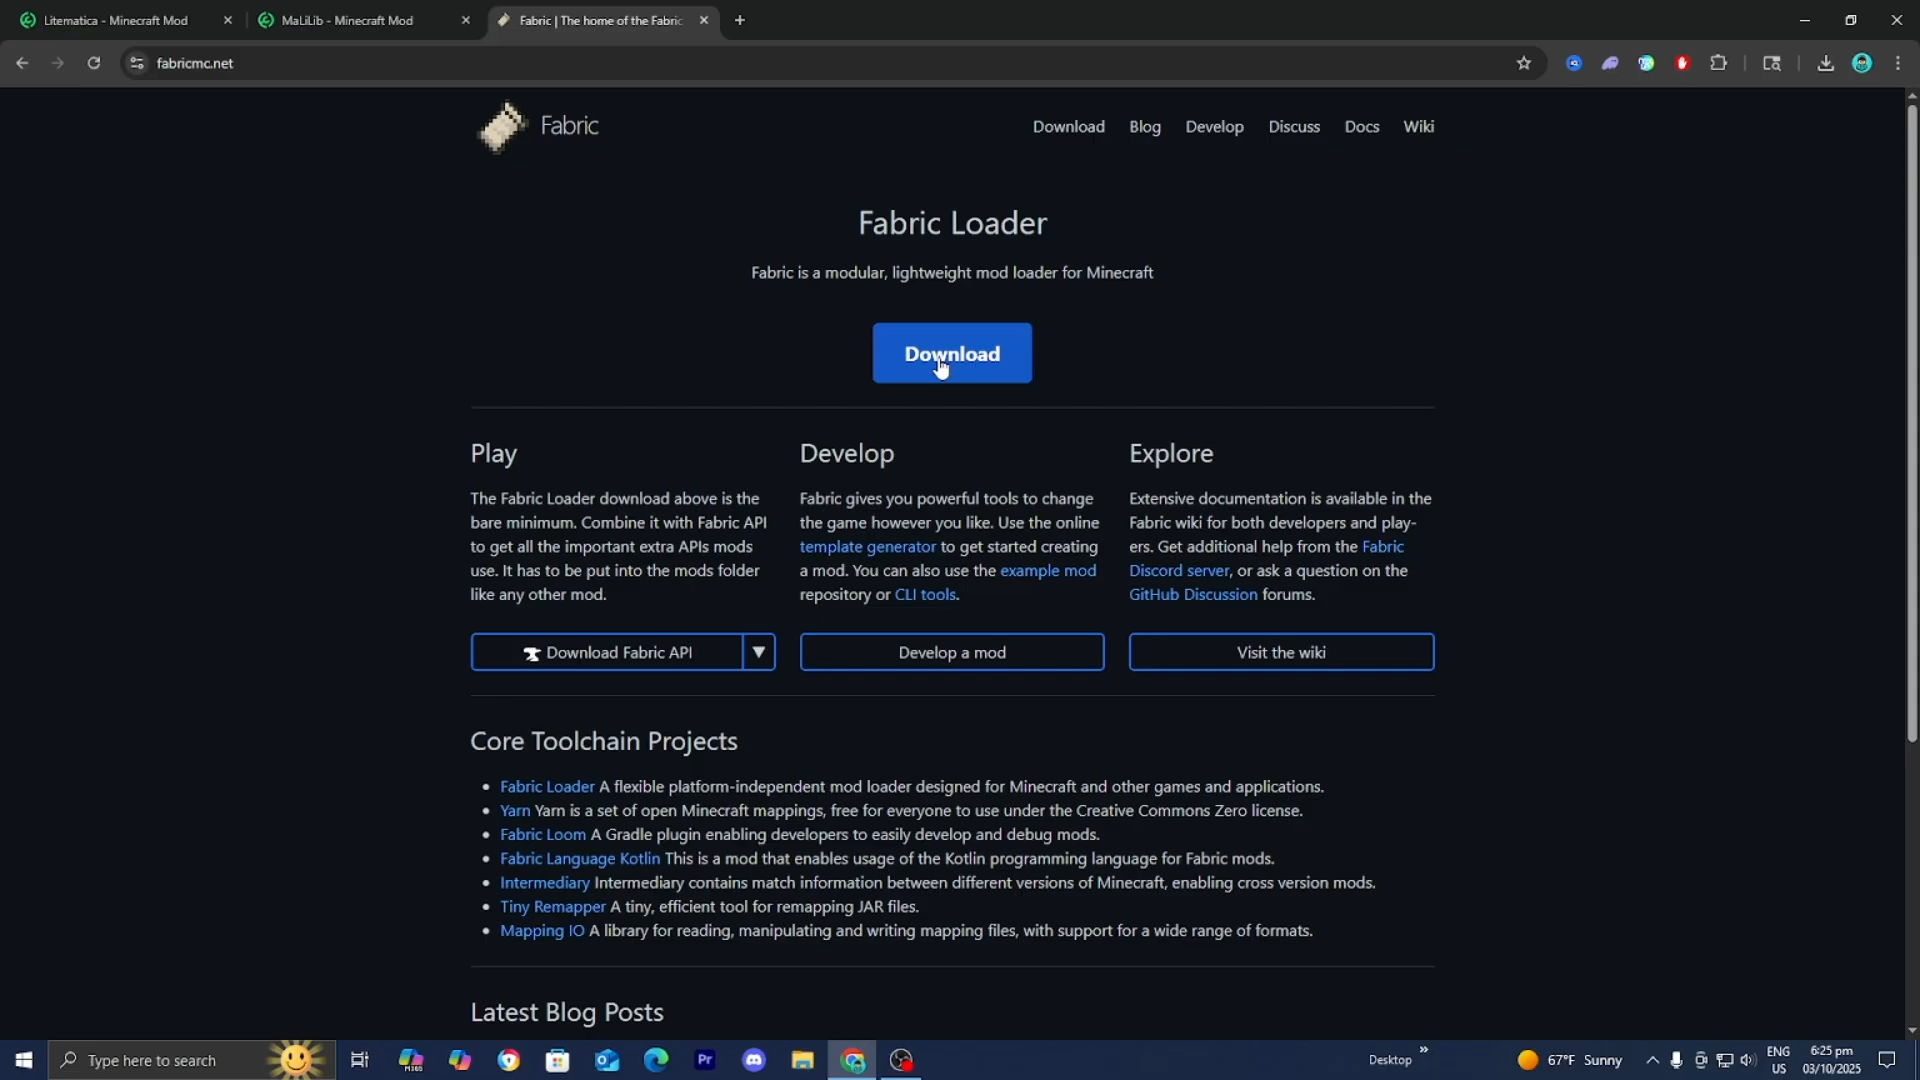 Litematica - Minecraft Mod
MaLiLib - Minecraft Mod
Fabric | The home of the Fabric
fabricmc.net
Fabric
Download
Blog
Develop
Discuss
Docs
Wiki
Fabric Loader
Fabric is a modular, lightweight mod loader for Minecraft
Download
Play
The Fabric Loader download above is the
bare minimum. Combine it with Fabric API
to get all the important extra APIs mods
use. It has to be put into the mods folder
like any other mod.
Download Fabric API
Develop
Fabric gives you powerful tools to change
the game however you like. Use the online
template generator to get started creating
a mod. You can also use the example mod
repository or CLI tools.
Develop a mod
Explore
Extensive documentation is available in the
Fabric wiki for both developers and play-
ers. Get additional help from the Fabric
Discord server, or ask a question on the
GitHub Discussion forums.
Visit the wiki
Core Toolchain Projects
Fabric Loader A flexible platform-independent mod loader designed for Minecraft and other games and applications.
Yarn Yarn is a set of open Minecraft mappings, free for everyone to use under the Creative Commons Zero license.
Fabric Loom A Gradle plugin enabling developers to easily develop and debug mods.
Fabric Language Kotlin This is a mod that enables usage of the Kotlin programming language for Fabric mods.
Intermediary Intermediary contains match information between different versions of Minecraft, enabling cross version mods.
Tiny Remapper A tiny, efficient tool for remapping JAR files.
Mapping IO A library for reading, manipulating and writing mapping files, with support for a wide range of formats.
Latest Blog Posts
Type here to search
M365
Pr
Desktop
67°F Sunny
ENG
US
6:25 pm
03/10/2025